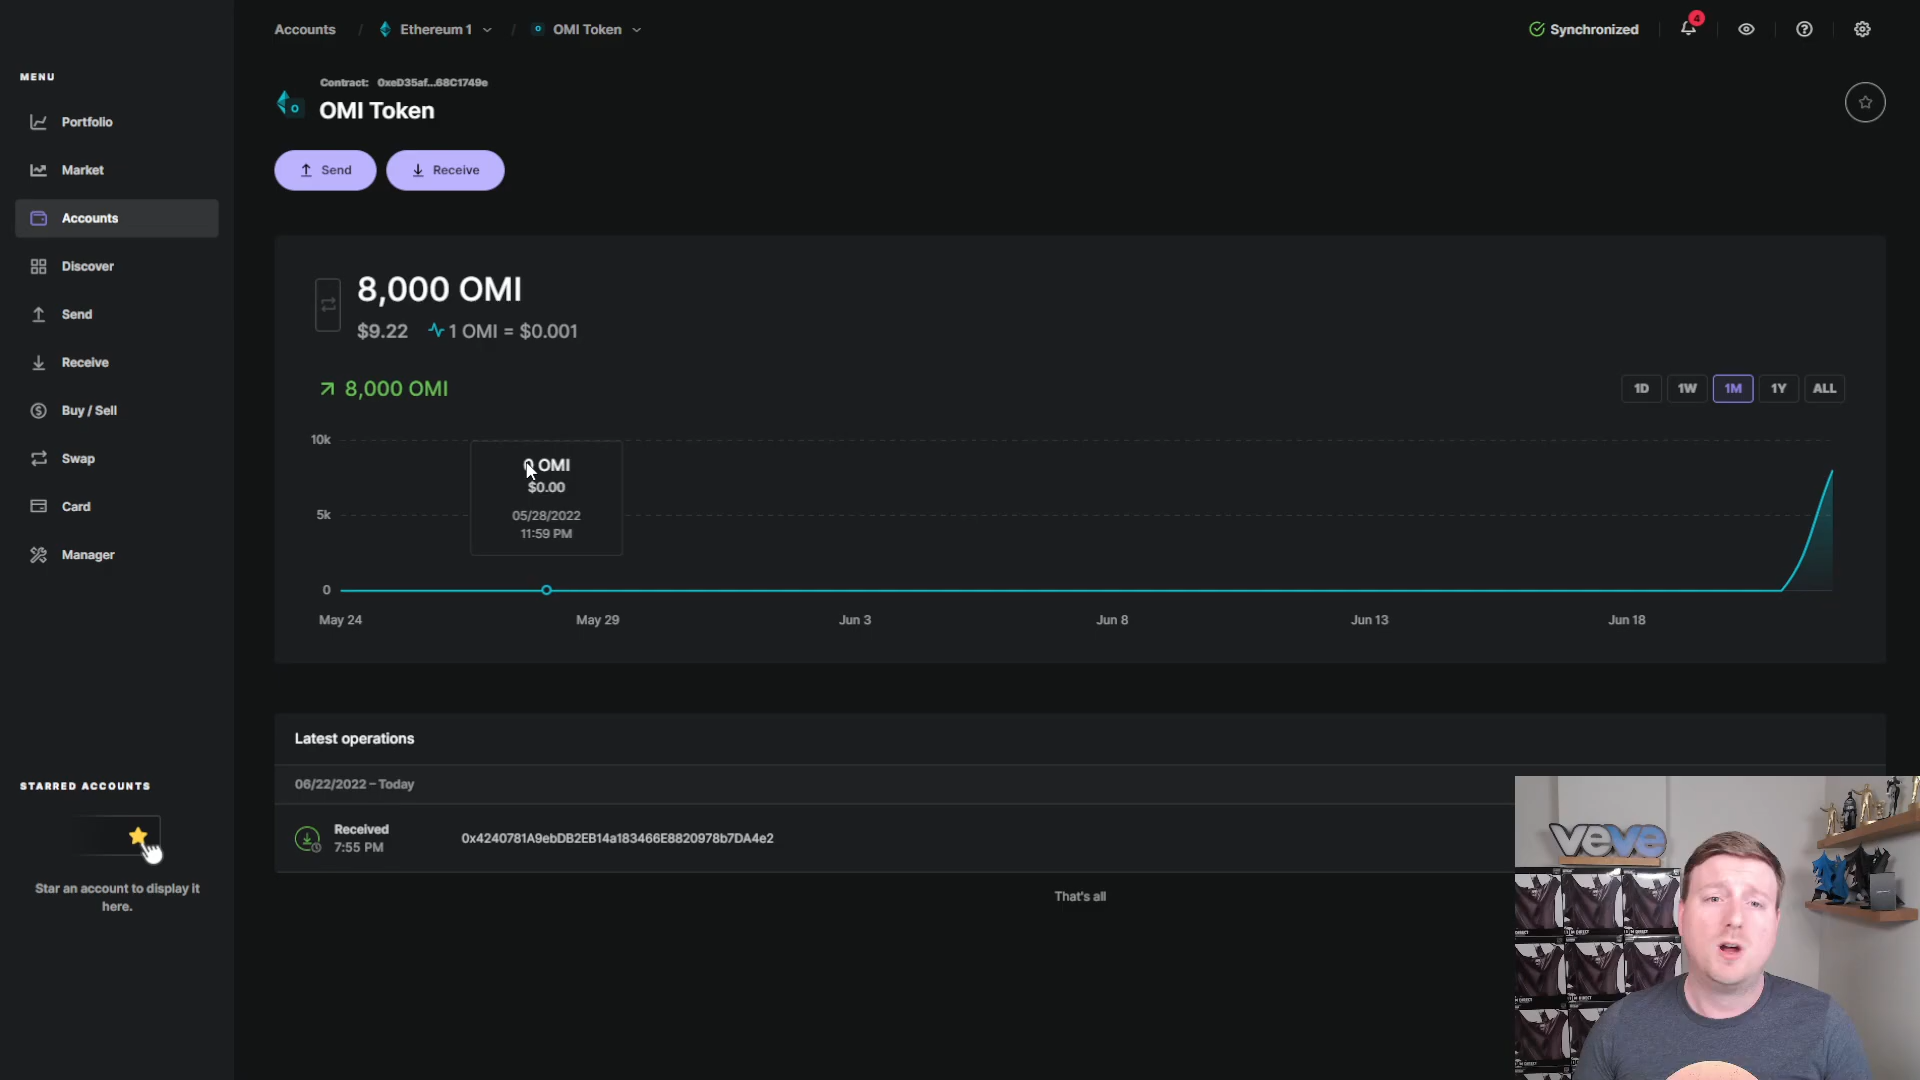 Accounts / Ethereum 1 / OMI Token
Synchronized
4
MENU
Portfolio
Market
Accounts
Discover
Send
Receive
Buy / Sell
Swap
Card
Manager
STARRED ACCOUNTS
Star an account to display it
here.
Contract: 0xeD35af...68C1749e
OMI Token
Send
Receive
8,000 OMI
$9.22 1 OMI = $0.001
8,000 OMI
1D 1W 1M 1Y ALL
10k
5k
0
0 OMI
$0.00
05/28/2022
11:59 PM
May 24 May 29 Jun 3 Jun 8 Jun 13 Jun 18
Latest operations
06/22/2022 – Today
Received
7:55 PM
0x4240781A9ebDB2EB14a183466E8820978b7DA4e2
That's all
veve